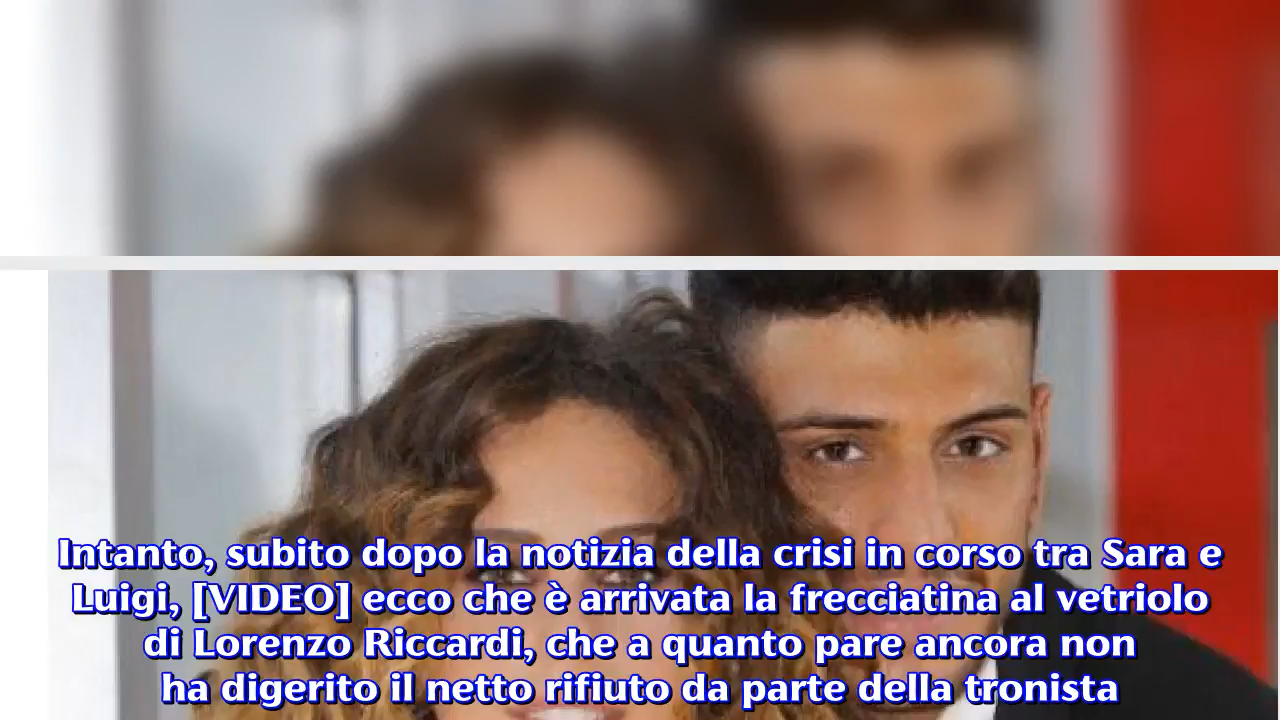 Intanto, subito dopo la notizia della crisi in corso tra Sara e
Luigi, [VIDEO] ecco che è arrivata la frecciatina al vetriolo
di Lorenzo Riccardi, che a quanto pare ancora non
ha digerito il netto rifiuto da parte della tronista